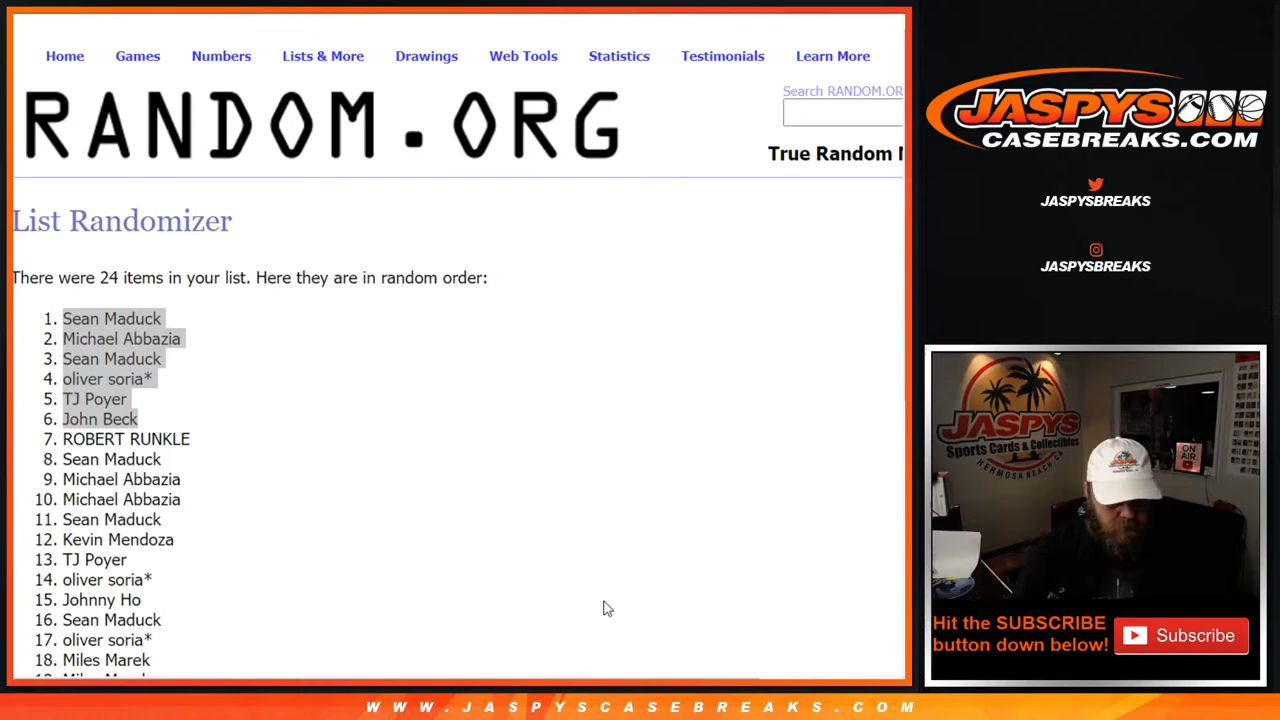 Home Games Numbers Lists & More Drawings Web Tools Statistics Testimonials Learn More
RANDOM.ORG
Search RANDOM.OR
True Random
List Randomizer
There were 24 items in your list. Here they are in random order:
1. Sean Maduck
2. Michael Abbazia
3. Sean Maduck
4. oliver soria*
5. TJ Poyer
6. John Beck
7. ROBERT RUNKLE
8. Sean Maduck
9. Michael Abbazia
10. Michael Abbazia
11. Sean Maduck
12. Kevin Mendoza
13. TJ Poyer
14. oliver soria*
15. Johnny Ho
16. Sean Maduck
17. oliver soria*
18. Miles Marek
JASPYS
CASEBREAKS.COM
JASPYSBREAKS
JASPYSBREAKS
JASPYS
Sports Cards & Collectibles
HERMOSA BEACH, CA
ON
AIR
Hit the SUBSCRIBE
button down below!
Subscribe
WWW.JASPYSCASEBREAKS.COM